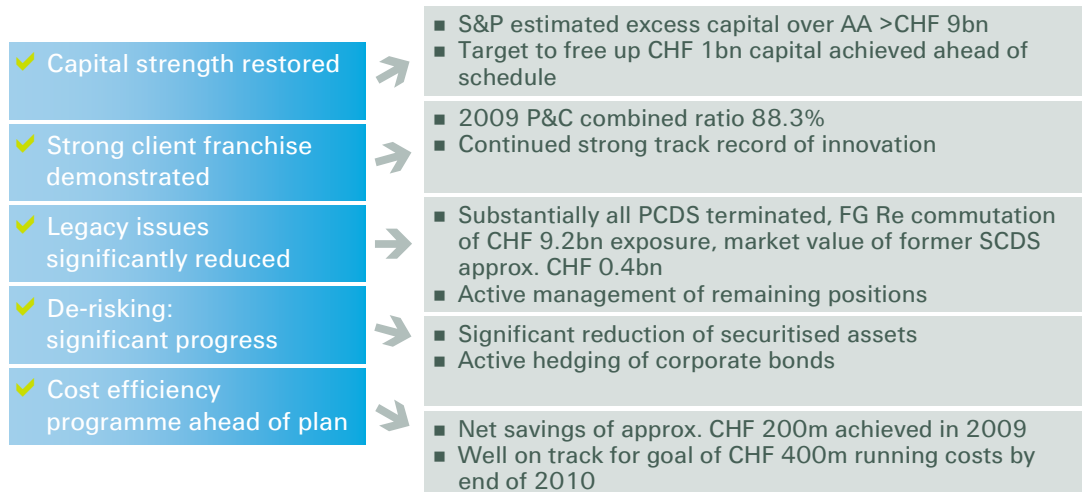 Capital strength restored
■ S&P estimated excess capital over AA >CHF 9bn
■ Target to free up CHF 1bn capital achieved ahead of
schedule
Strong client franchise
demonstrated
■ 2009 P&C combined ratio 88.3%
■ Continued strong track record of innovation
Legacy issues
significantly reduced
■ Substantially all PCDS terminated, FG Re commutation
of CHF 9.2bn exposure, market value of former SCDS
approx. CHF 0.4bn
■ Active management of remaining positions
De-risking:
significant progress
■ Significant reduction of securitised assets
■ Active hedging of corporate bonds
Cost efficiency
programme ahead of plan
■ Net savings of approx. CHF 200m achieved in 2009
■ Well on track for goal of CHF 400m running costs by
end of 2010